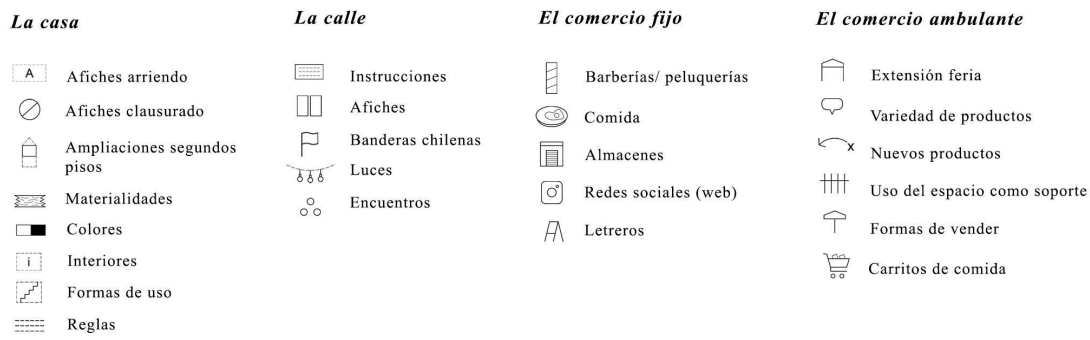 La casa
A Afiches arriendo
Afiches clausurado
Ampliaciones segundos
pisos
Materialidades
Colores
i Interiores
Formas de uso
Reglas
La calle
Instrucciones
Afiches
Banderas chilenas
Luces
Encuentros
El comercio fijo
Barberías/ peluquerías
Comida
Almacenes
Redes sociales (web)
Letreros
El comercio ambulante
Extensión feria
Variedad de productos
x Nuevos productos
Uso del espacio como soporte
Formas de vender
Carritos de comida